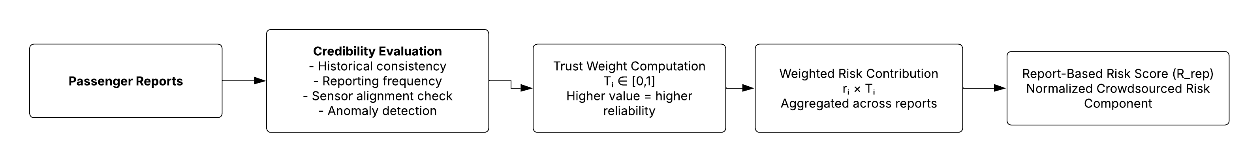 Passenger Reports
Credibility Evaluation
- Historical consistency
- Reporting frequency
- Sensor alignment check
- Anomaly detection
Trust Weight Computation
Tᵢ ∈ [0,1]
Higher value = higher
reliability
Weighted Risk Contribution
rᵢ × Tᵢ
Aggregated across reports
Report-Based Risk Score (R_rep)
Normalized Crowdsourced Risk
Component